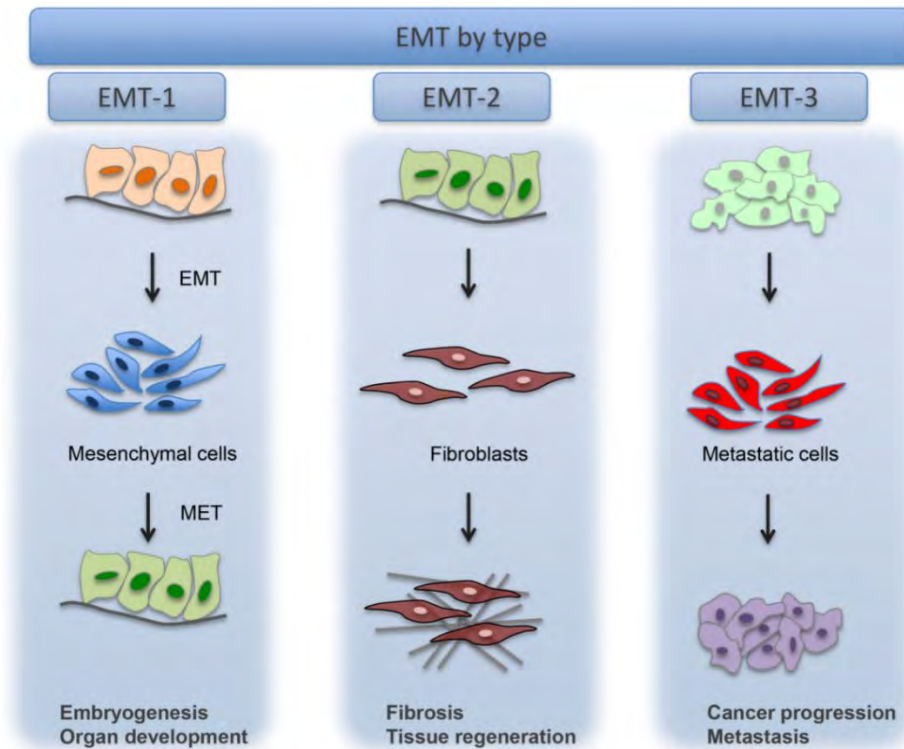 EMT by type
EMT-1
EMT-2
EMT-3
EMT
Mesenchymal cells
Fibroblasts
Metastatic cells
MET
Embryogenesis
Organ development
Fibrosis
Tissue regeneration
Cancer progression
Metastasis